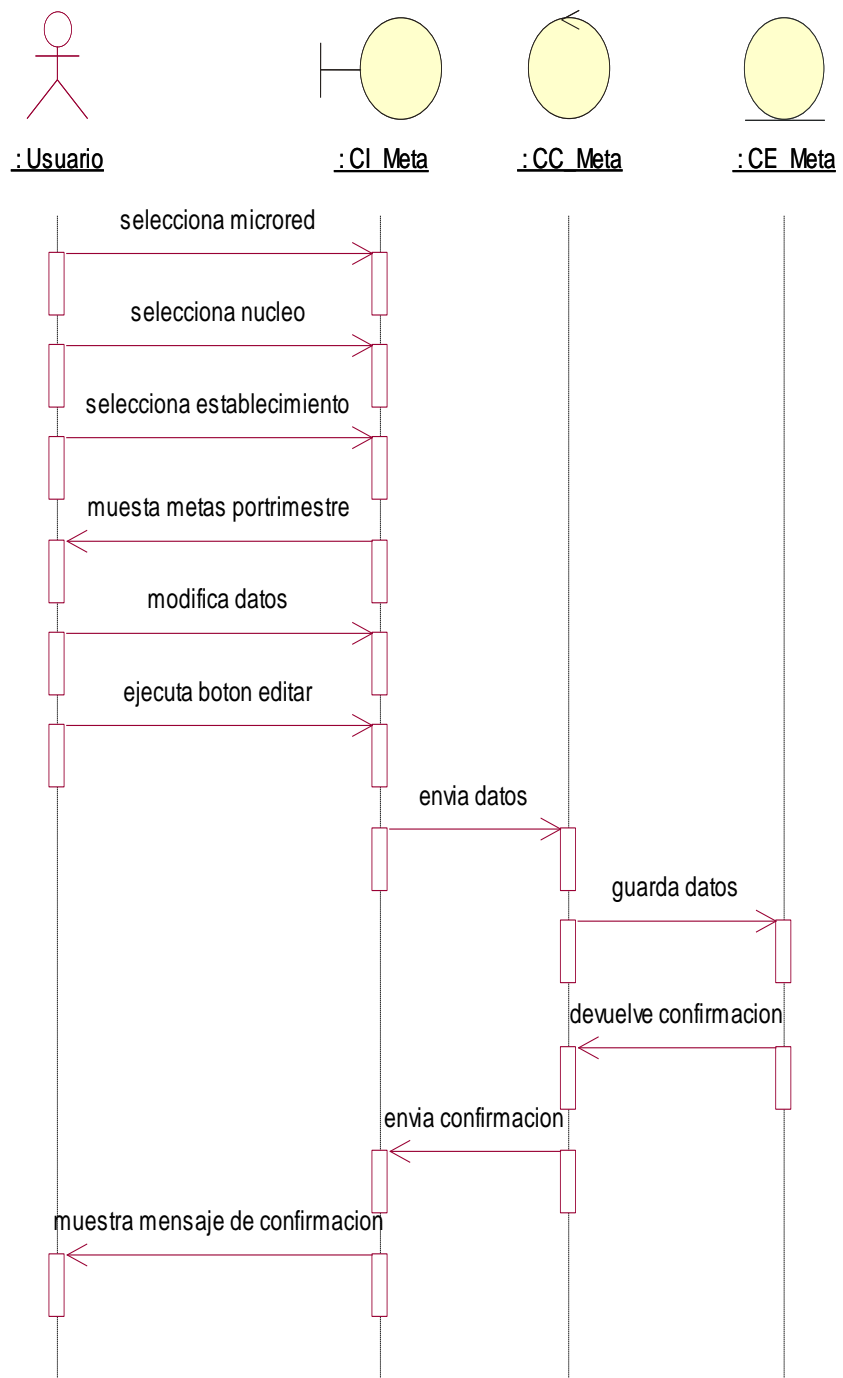 : Usuario
: CI_Meta
: CC_Meta
: CE_Meta
selecciona microred
selecciona nucleo
selecciona establecimiento
muesta metas portrimestre
modifica datos
ejecuta boton editar
envia datos
guarda datos
devuelve confirmacion
envia confirmacion
muestra mensaje de confirmacion